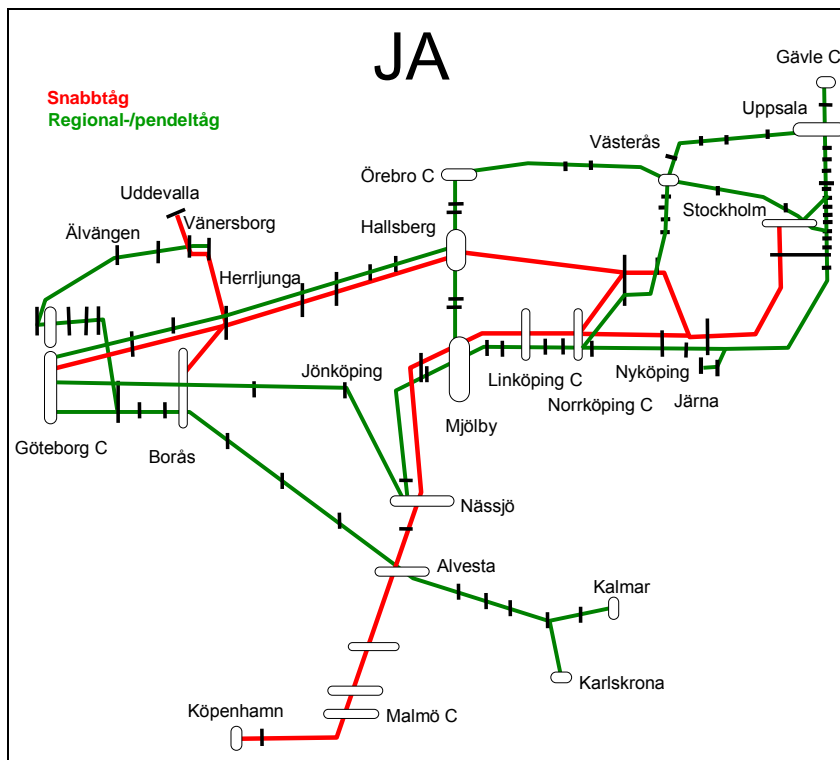 JA
Gävle C
Snabbtåg
Regional-/pendeltåg
Uppsala
Västerås
Örebro C
Uddevalla
Vänersborg
Stockholm
Älvängen
Hallsberg
Herrljunga
Jönköping
Linköping C
Nyköping
Järna
Norrköping C
Mjölby
Göteborg C
Borås
Nässjö
Alvesta
Kalmar
Karlskrona
Köpenhamn
Malmö C